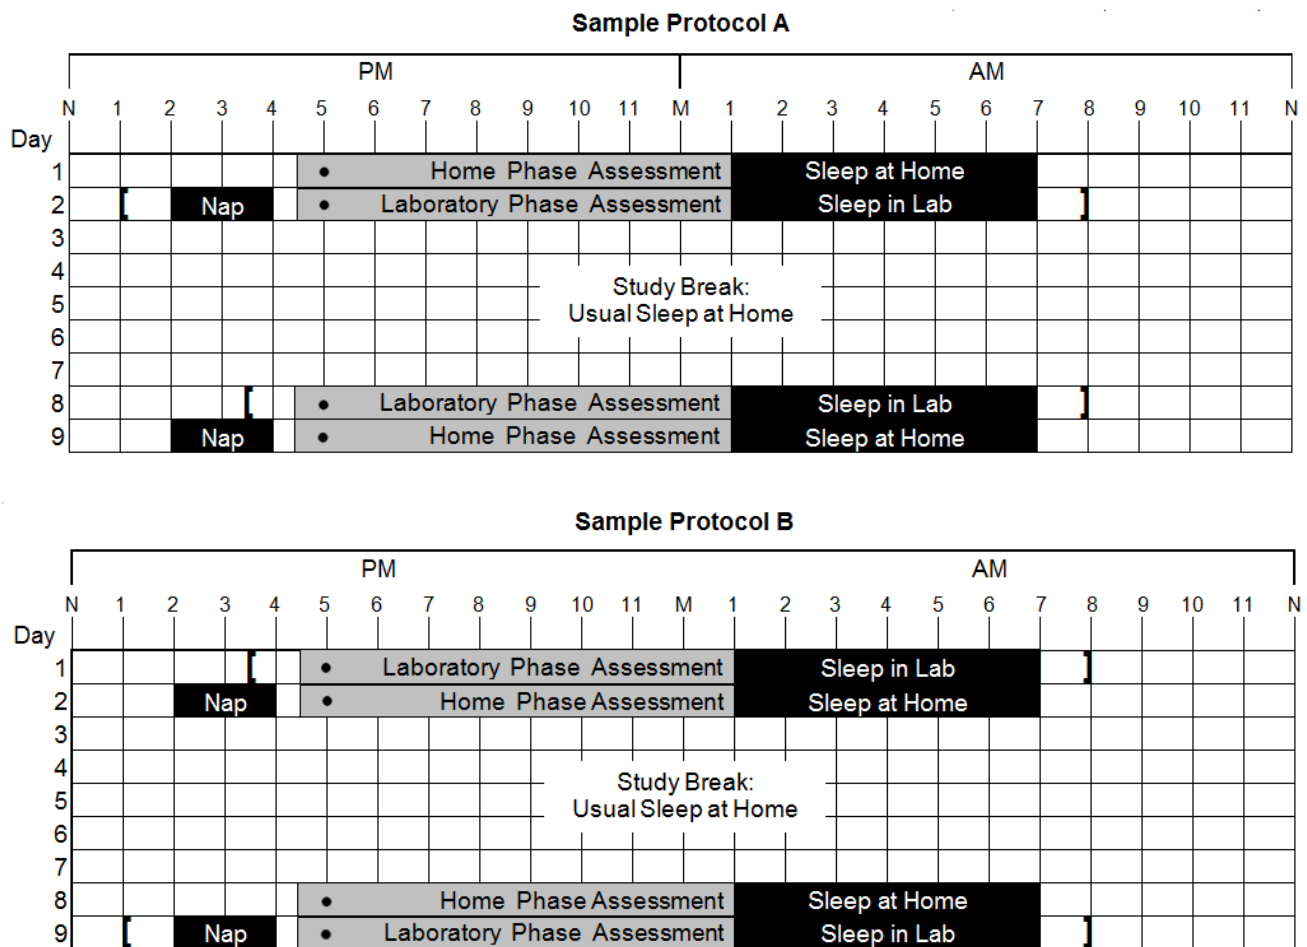 Sample Protocol A
PM AM
N 1 2 3 4 5 6 7 8 9 10 11 M 1 2 3 4 5 6 7 8 9 10 11 N
Day
1 Home Phase Assessment Sleep at Home
2 [ Nap Laboratory Phase Assessment Sleep in Lab ]
3
4
Study Break:
5
Usual Sleep at Home
6
7
8 [ Laboratory Phase Assessment Sleep in Lab ]
9 Nap Home Phase Assessment Sleep at Home
Sample Protocol B
PM AM
N 1 2 3 4 5 6 7 8 9 10 11 M 1 2 3 4 5 6 7 8 9 10 11 N
Day
1 [ Laboratory Phase Assessment Sleep in Lab ]
2 Nap Home Phase Assessment Sleep at Home
3
4
Study Break:
5
Usual Sleep at Home
6
7
8 Home Phase Assessment Sleep at Home
9 [ Nap Laboratory Phase Assessment Sleep in Lab ]